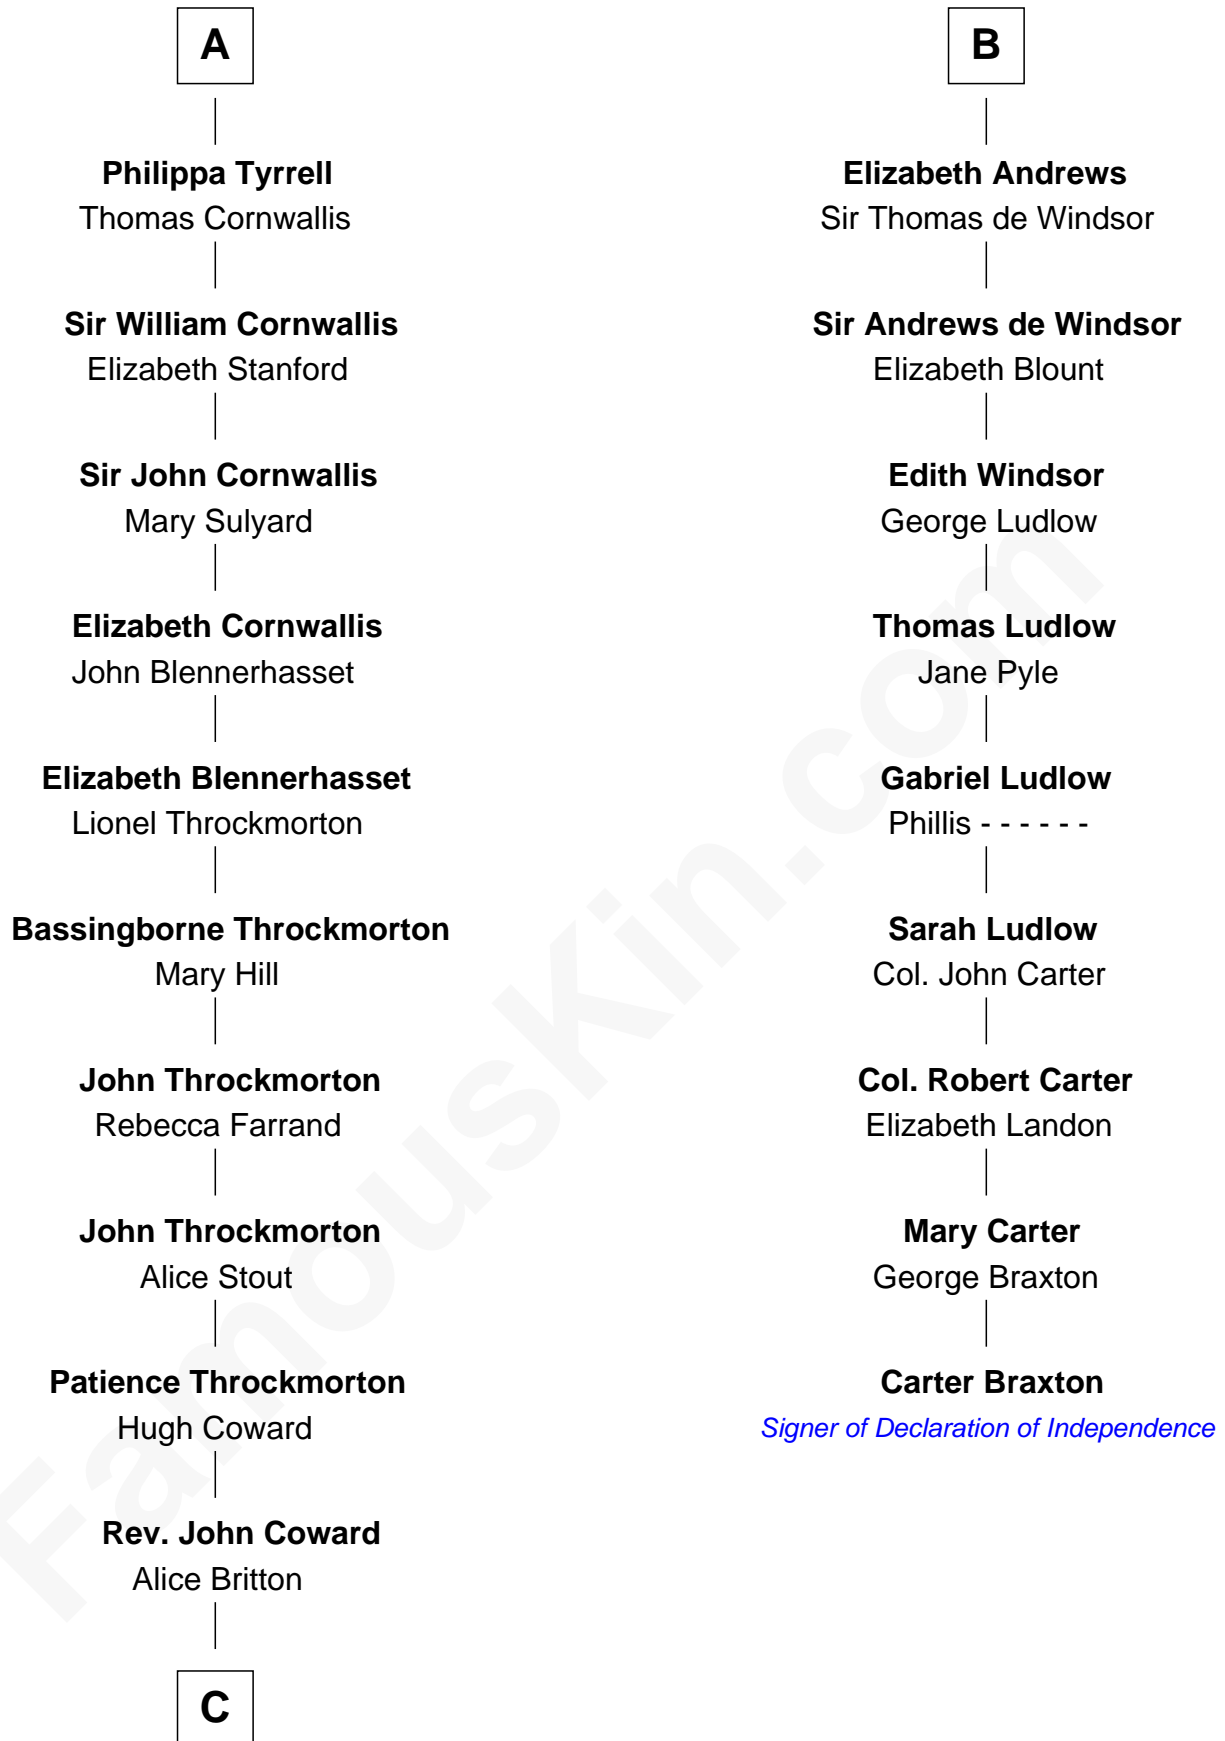 A
Philippa Tyrrell
Thomas Cornwallis
Sir William Cornwallis
Elizabeth Stanford
Sir John Cornwallis
Mary Sulyard
Elizabeth Cornwallis
John Blennerhasset
Elizabeth Blennerhasset
Lionel Throckmorton
Bassingborne Throckmorton
Mary Hill
John Throckmorton
Rebecca Farrand
John Throckmorton
Alice Stout
Patience Throckmorton
Hugh Coward
Rev. John Coward
Alice Britton
C
B
Elizabeth Andrews
Sir Thomas de Windsor
Sir Andrews de Windsor
Elizabeth Blount
Edith Windsor
George Ludlow
Thomas Ludlow
Jane Pyle
Gabriel Ludlow
Phillis - - - - - -
Sarah Ludlow
Col. John Carter
Col. Robert Carter
Elizabeth Landon
Mary Carter
George Braxton
Carter Braxton
Signer of Declaration of Independence
FamousKin.com